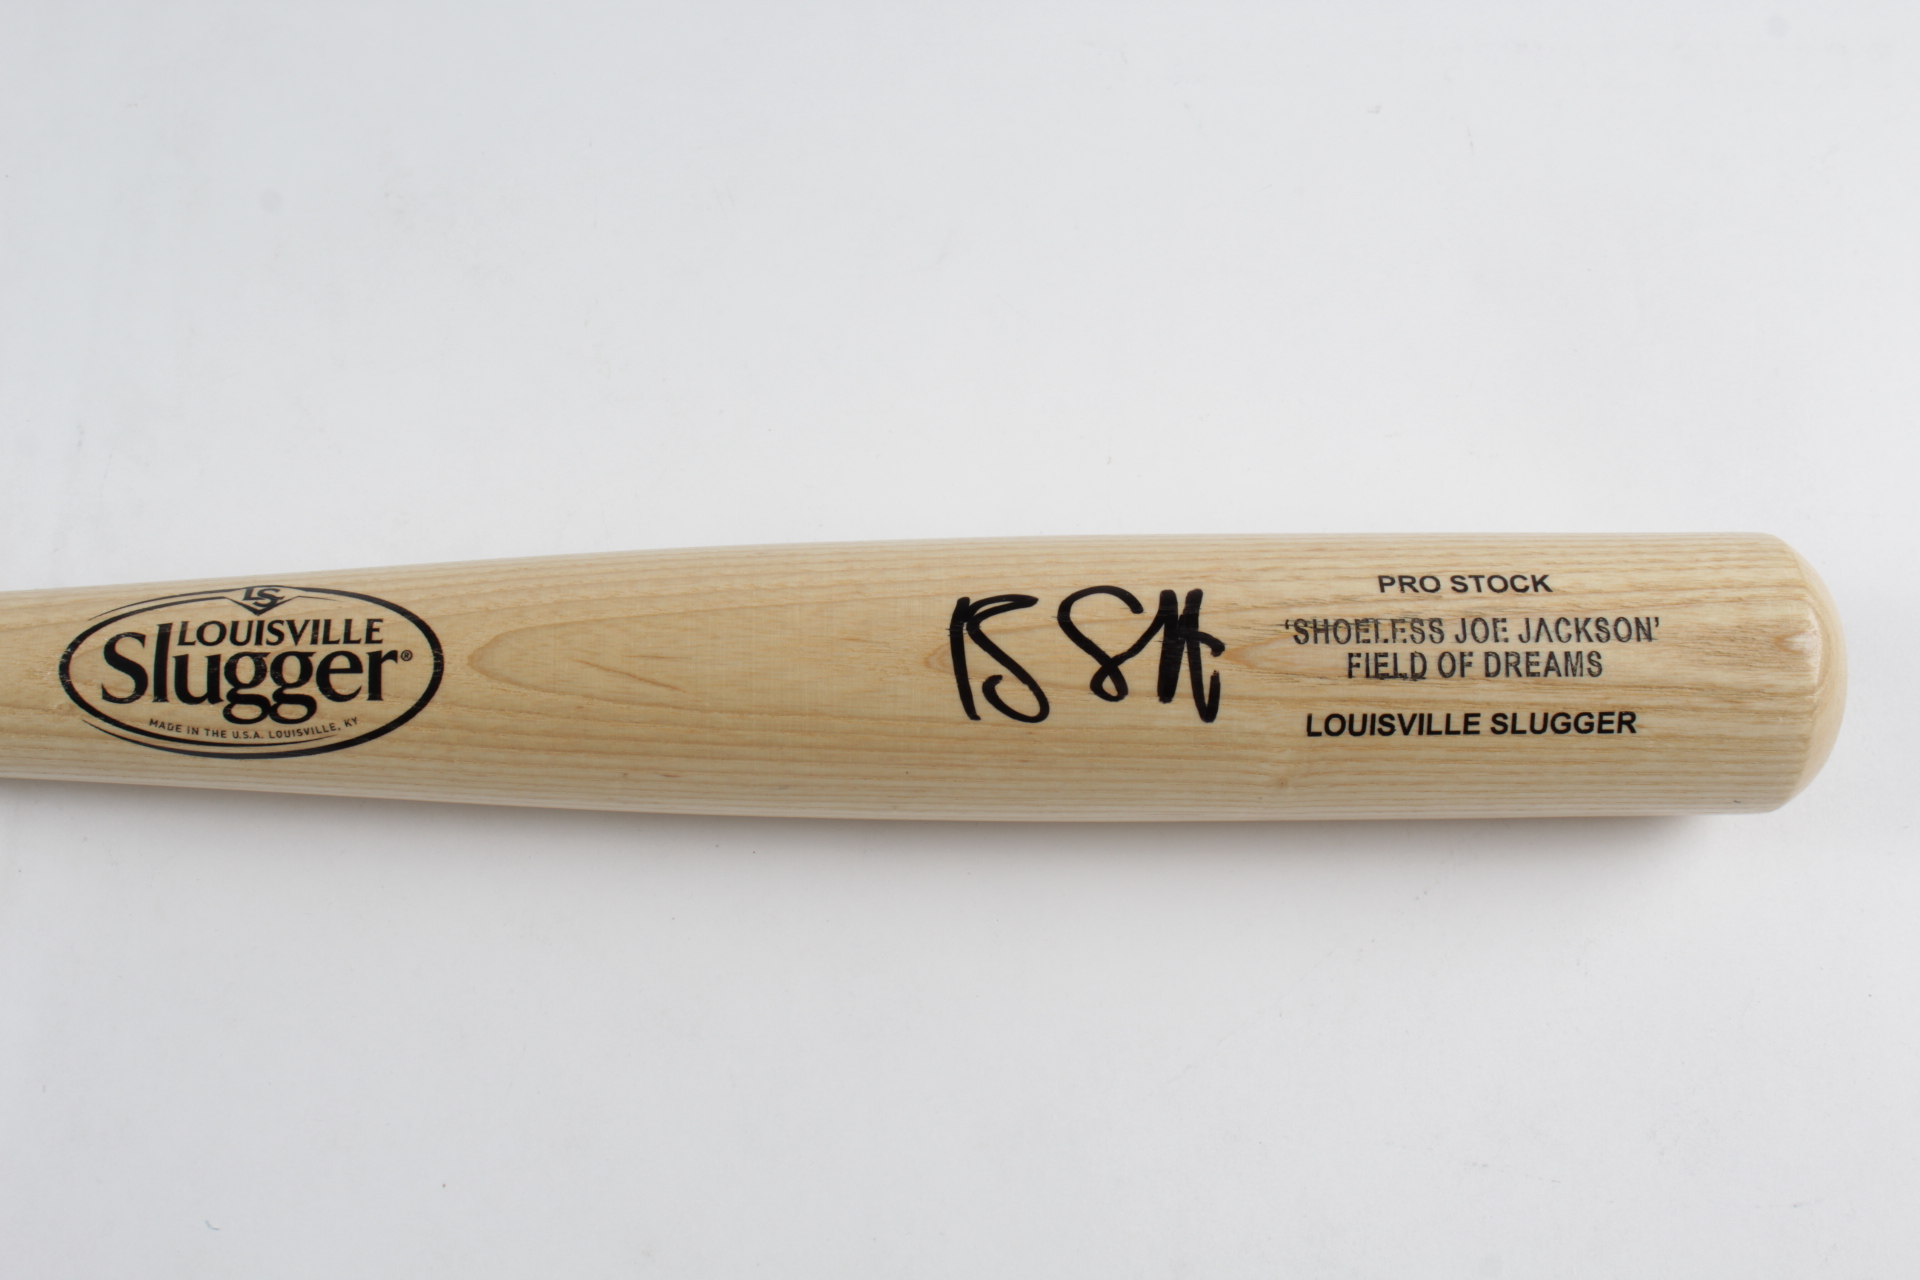 LS
LOUISVILLE
Slugger®
MADE IN THE U.S.A. LOUISVILLE, KY
PRO STOCK
'SHOELESS JOE JACKSON'
FIELD OF DREAMS
LOUISVILLE SLUGGER